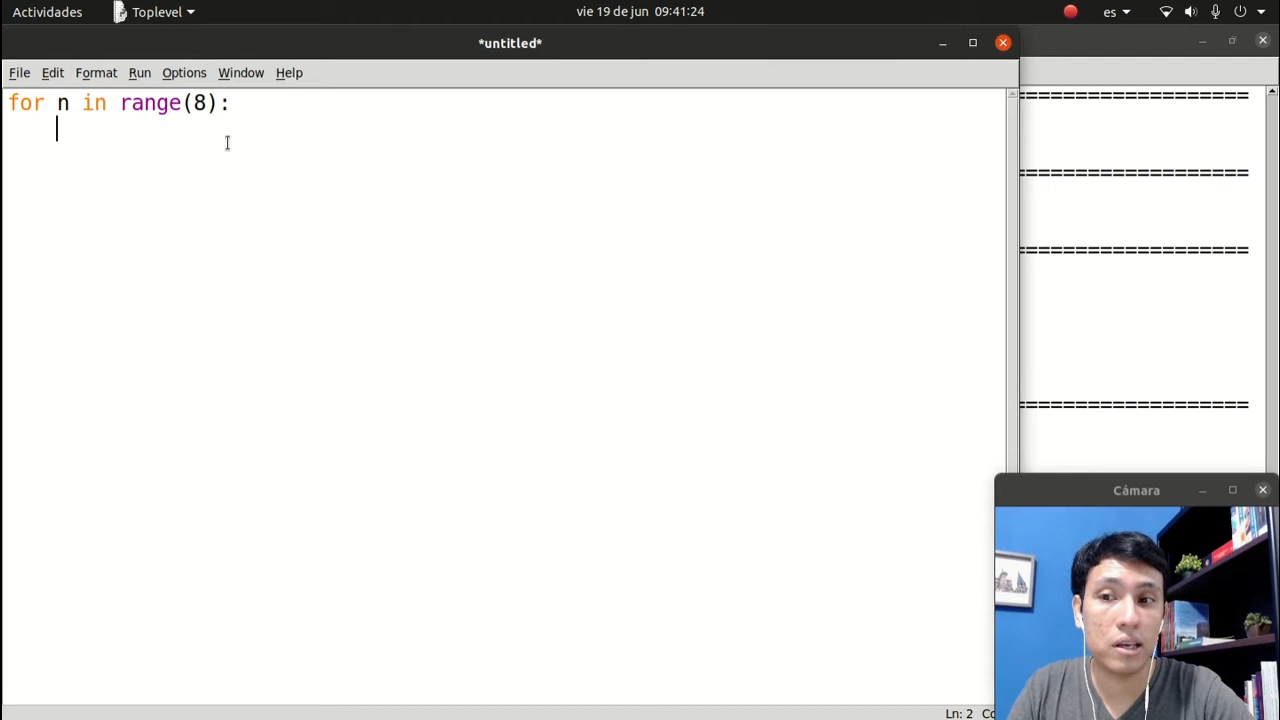 Actividades
Toplevel
vie 19 de jun 09:41:24
es
*untitled*
File Edit Format Run Options Window Help
for n in range(8):
===================
===================
===================
===================
Cámara
Ln: 2